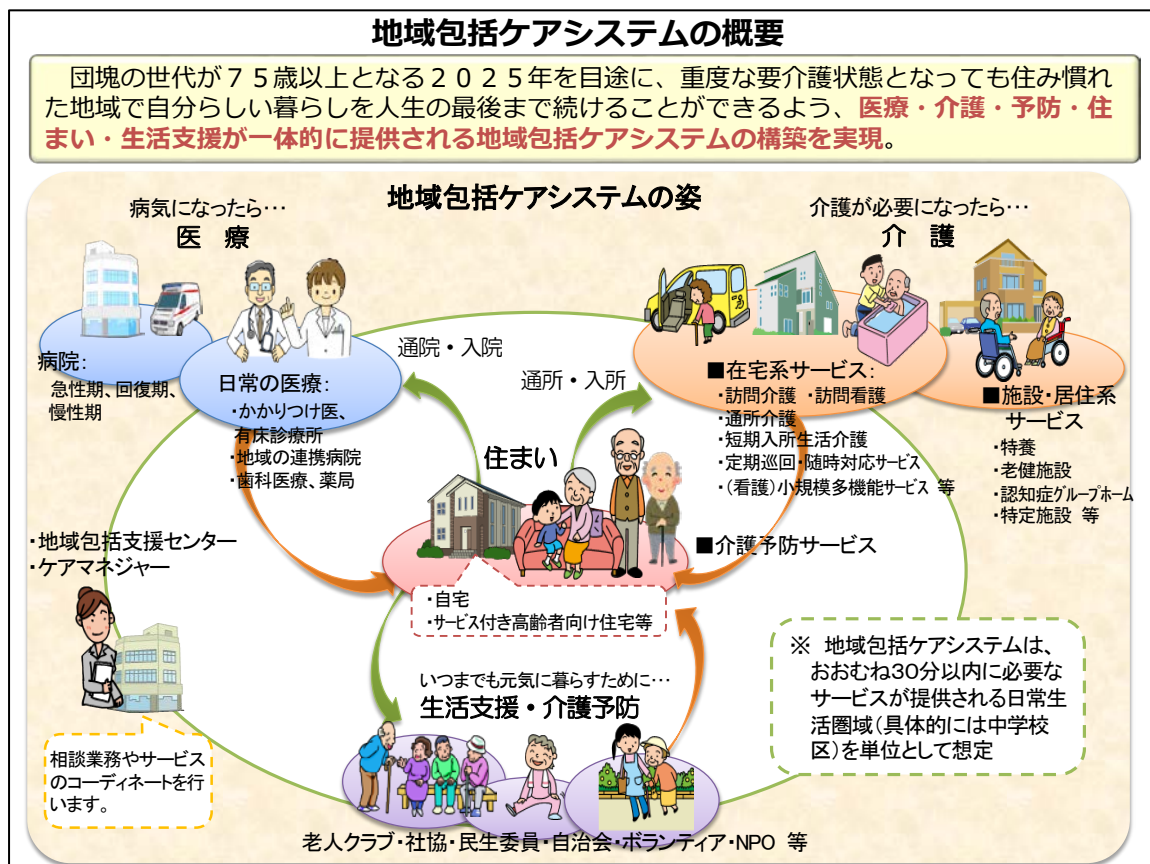 地域包括ケアシステムの概要
団塊の世代が７５歳以上となる２０２５年を目途に、重度な要介護状態となっても住み慣れ
た地域で自分らしい暮らしを人生の最後まで続けることができるよう、医療・介護・予防・住
まい・生活支援が一体的に提供される地域包括ケアシステムの構築を実現。
地域包括ケアシステムの姿
病気になったら･･･
医　療
病院：
急性期、回復期、
慢性期
日常の医療：
・かかりつけ医、
有床診療所
・地域の連携病院
・歯科医療、薬局
通院・入院
通所・入所
介護が必要になったら･･･
介　護
■在宅系サービス：
・訪問介護　・訪問看護
・通所介護
・短期入所生活介護
・定期巡回・随時対応サービス
・（看護）小規模多機能サービス 等
■施設・居住系
サービス
・特養
・老健施設
・認知症グループホーム
・特定施設 等
住まい
■介護予防サービス
・自宅
・サービス付き高齢者向け住宅等
・地域包括支援センター
・ケアマネジャー
相談業務やサービス
のコーディネートを行
います。
いつまでも元気に暮らすために･･･
生活支援・介護予防
老人クラブ・社協・民生委員・自治会・ボランティア・NPO 等
※　地域包括ケアシステムは、
おおむね30分以内に必要な
サービスが提供される日常生
活圏域（具体的には中学校
区）を単位として想定